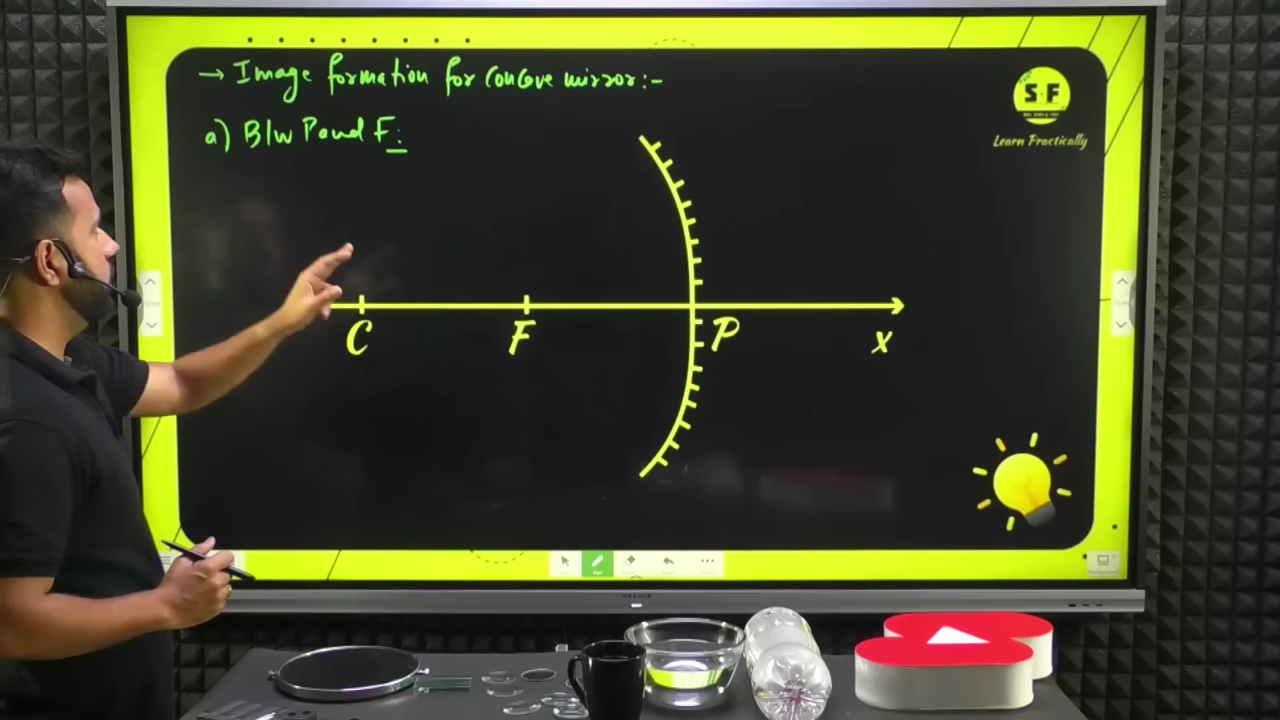 → Image formation for concave mirror:-
S F
Learn Practically
a) B/w P and F:
C F P x